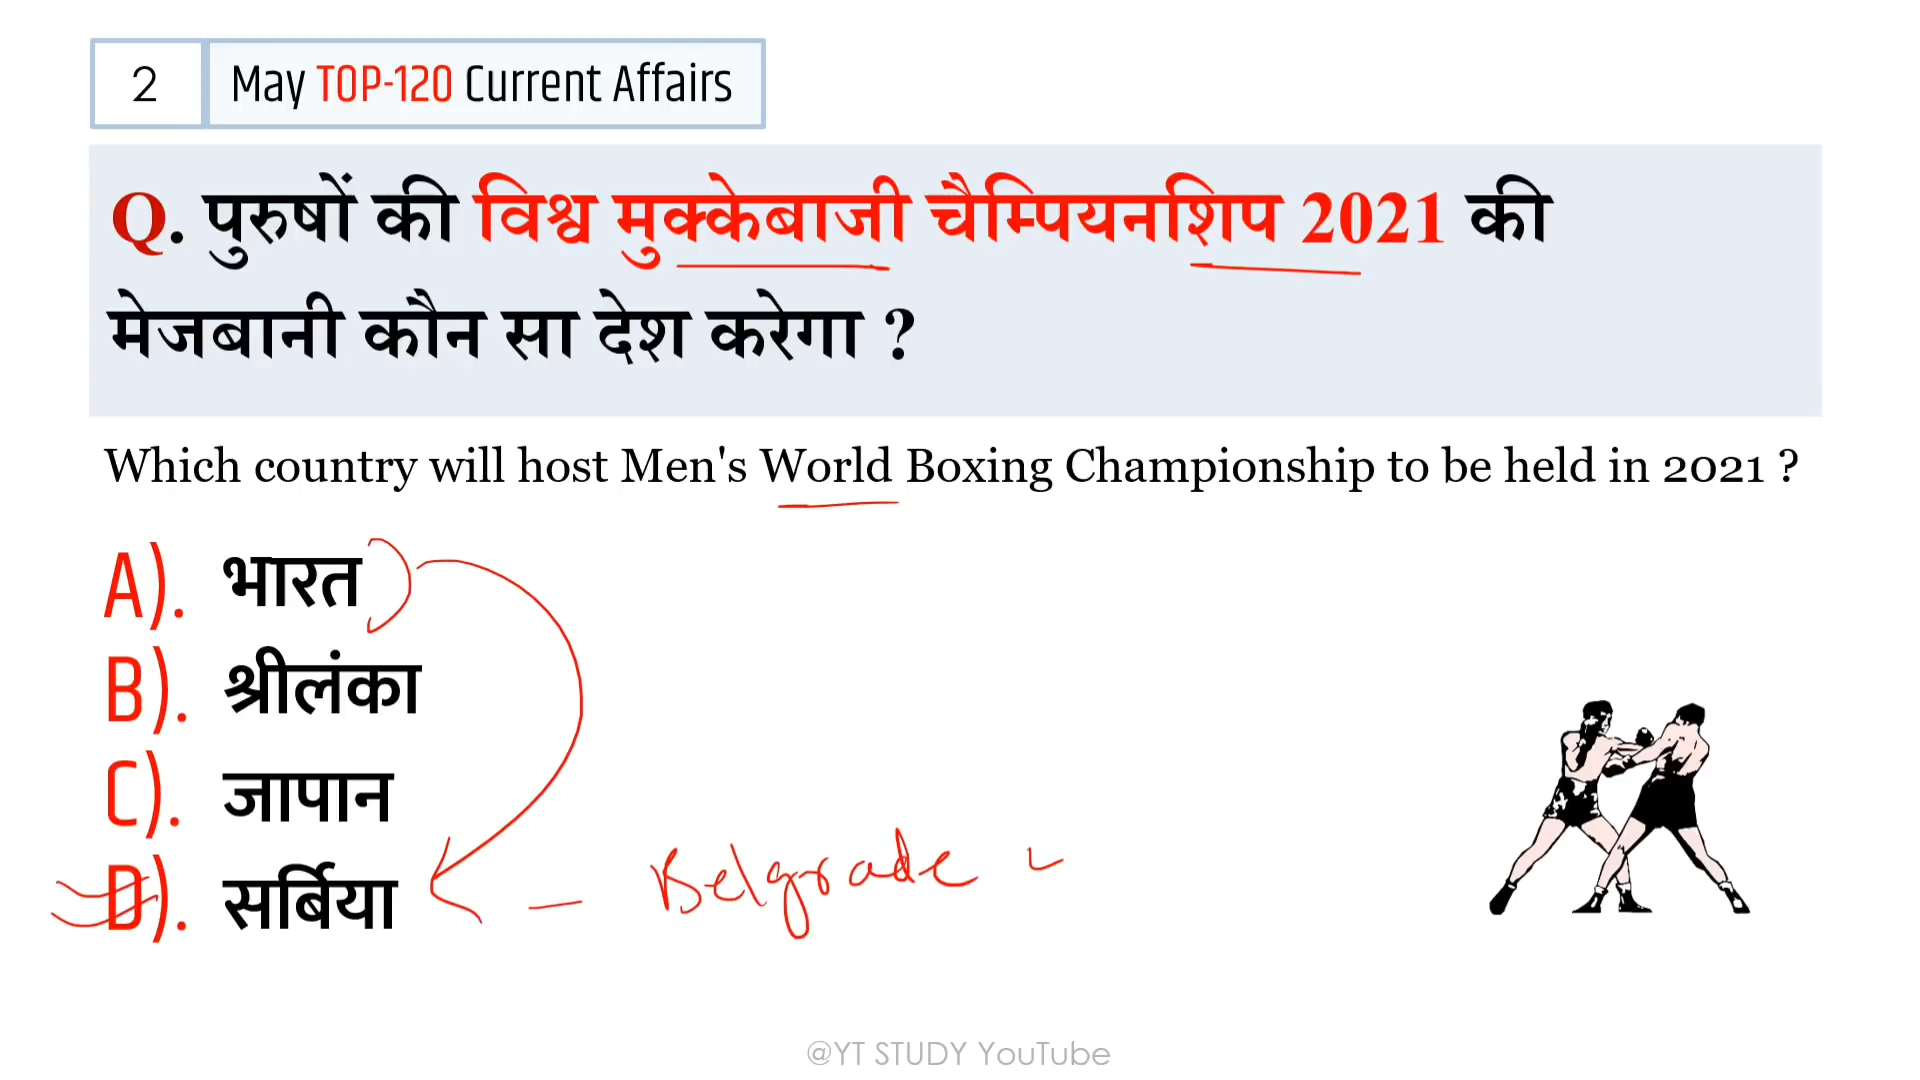 2 May TOP-120 Current Affairs
Q. पुरुषों की विश्व मुक्केबाजी चैम्पियनशिप 2021 की
मेजबानी कौन सा देश करेगा ?
Which country will host Men's World Boxing Championship to be held in 2021 ?
A). भारत
B). श्रीलंका
C). जापान
D). सर्बिया - Belgrade
@YT STUDY YouTube